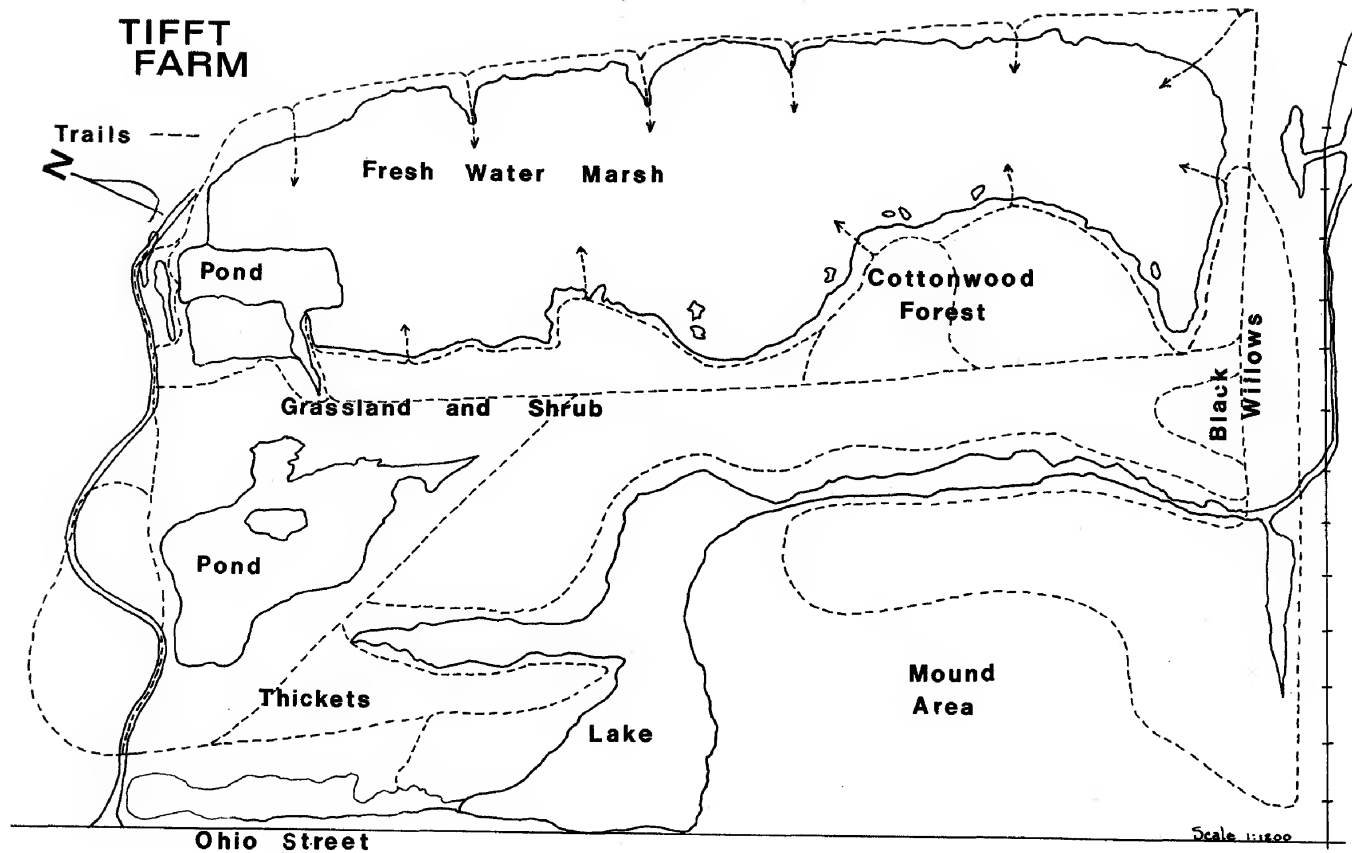 TIFFT
FARM
Trails ---
N
Fresh Water Marsh
Pond
Cottonwood
Forest
Black
Willows
Grassland and Shrub
Pond
Thickets
Mound
Area
Lake
Ohio Street
Scale 1:1200